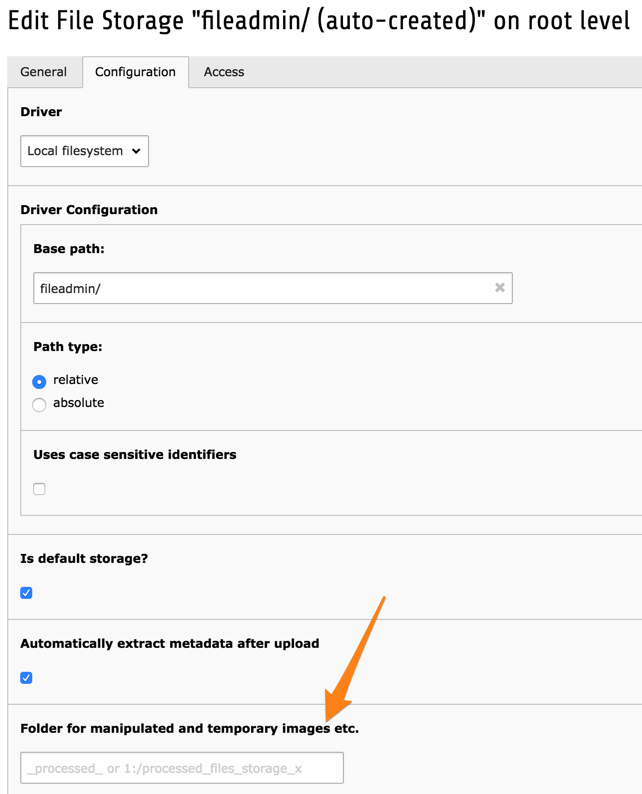 Edit File Storage "fileadmin/ (auto-created)" on root level
General Configuration Access
Driver
Local filesystem
Driver Configuration
Base path:
fileadmin/
Path type:
relative
absolute
Uses case sensitive identifiers
Is default storage?
Automatically extract metadata after upload
Folder for manipulated and temporary images etc.
_processed_ or 1:/processed_files_storage_x